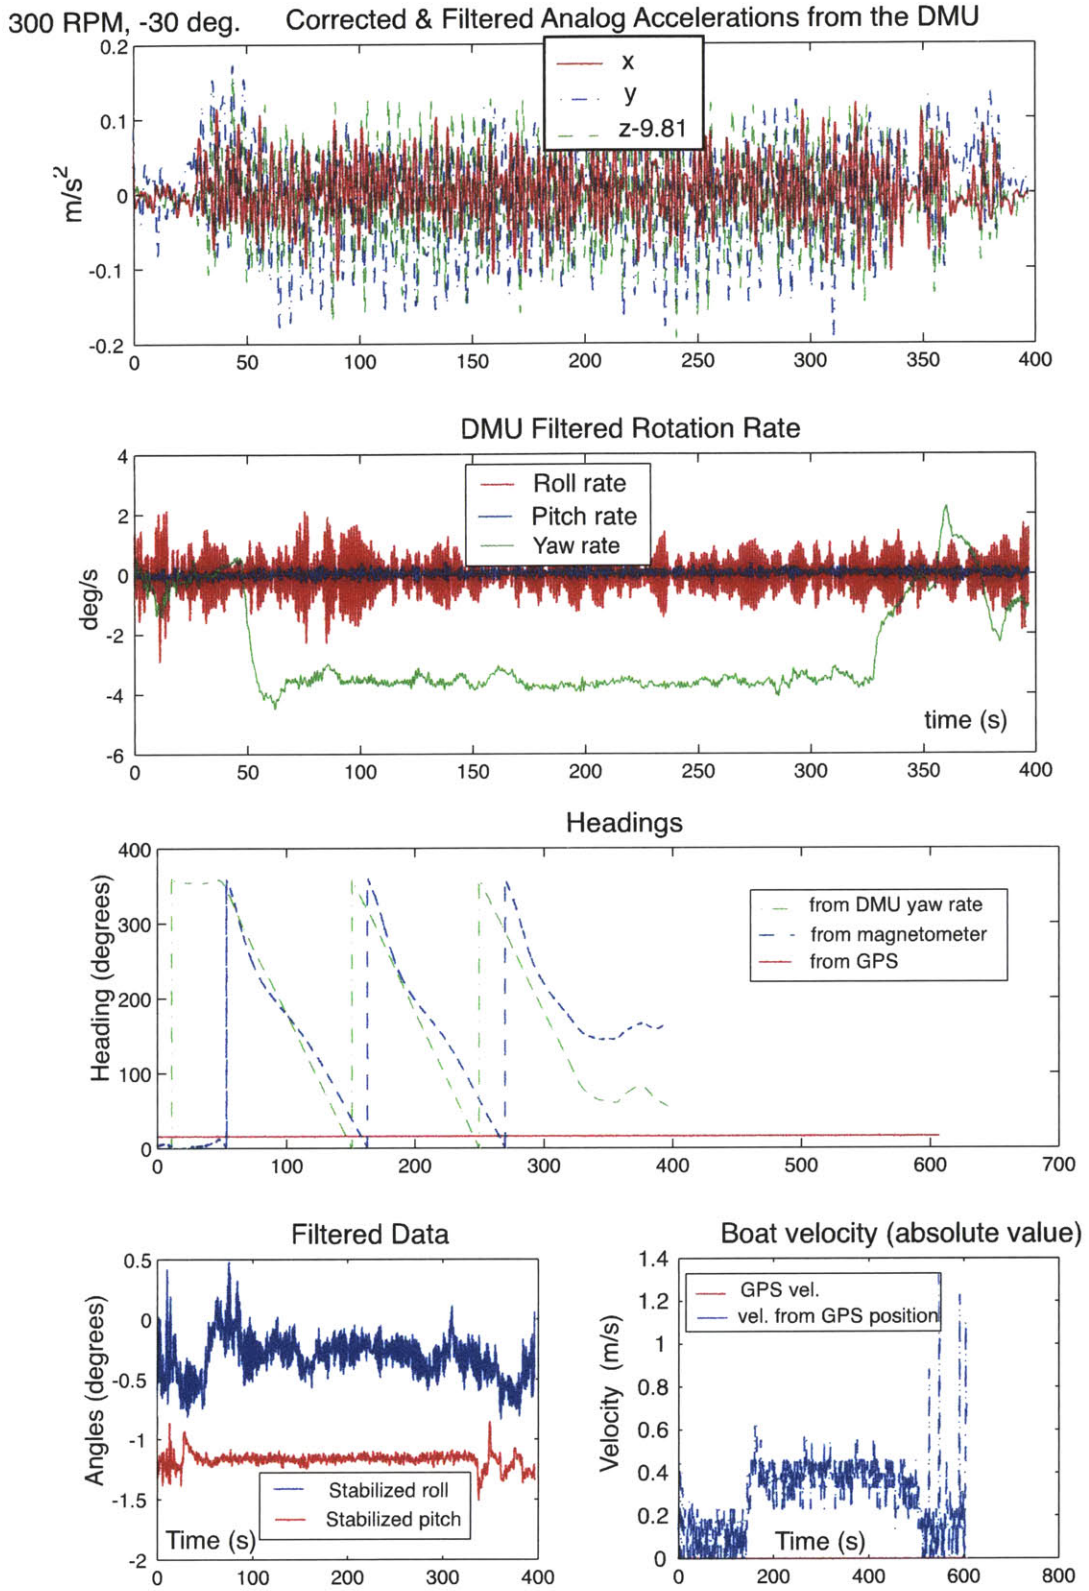 300 RPM, -30 deg. Corrected & Filtered Analog Accelerations from the DMU
0.2
0.1
0
-0.1
-0.2
m/s2
x
y
z-9.81
0 50 100 150 200 250 300 350 400
DMU Filtered Rotation Rate
4
2
0
-2
-4
-6
deg/s
Roll rate
Pitch rate
Yaw rate
time (s)
0 50 100 150 200 250 300 350 400
Headings
400
300
200
100
0
Heading (degrees)
from DMU yaw rate
from magnetometer
from GPS
0 100 200 300 400 500 600 700
Filtered Data
0.5
0
-0.5
-1
-1.5
-2
Angles (degrees)
Stabilized roll
Stabilized pitch
Time (s)
0 100 200 300 400
Boat velocity (absolute value)
1.4
1.2
1
0.8
0.6
0.4
0.2
0
Velocity (m/s)
GPS vel.
vel. from GPS position
Time (s)
0 200 400 600 800